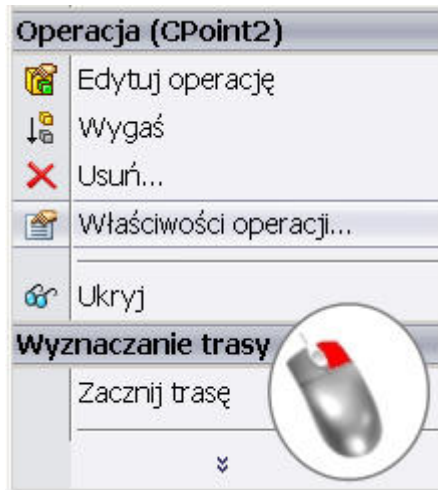 Operacja (CPoint2)
Edytuj operację
Wygaś
Usuń...
Właściwości operacji...
Ukryj
Wyznaczanie trasy
Zacznij trasę